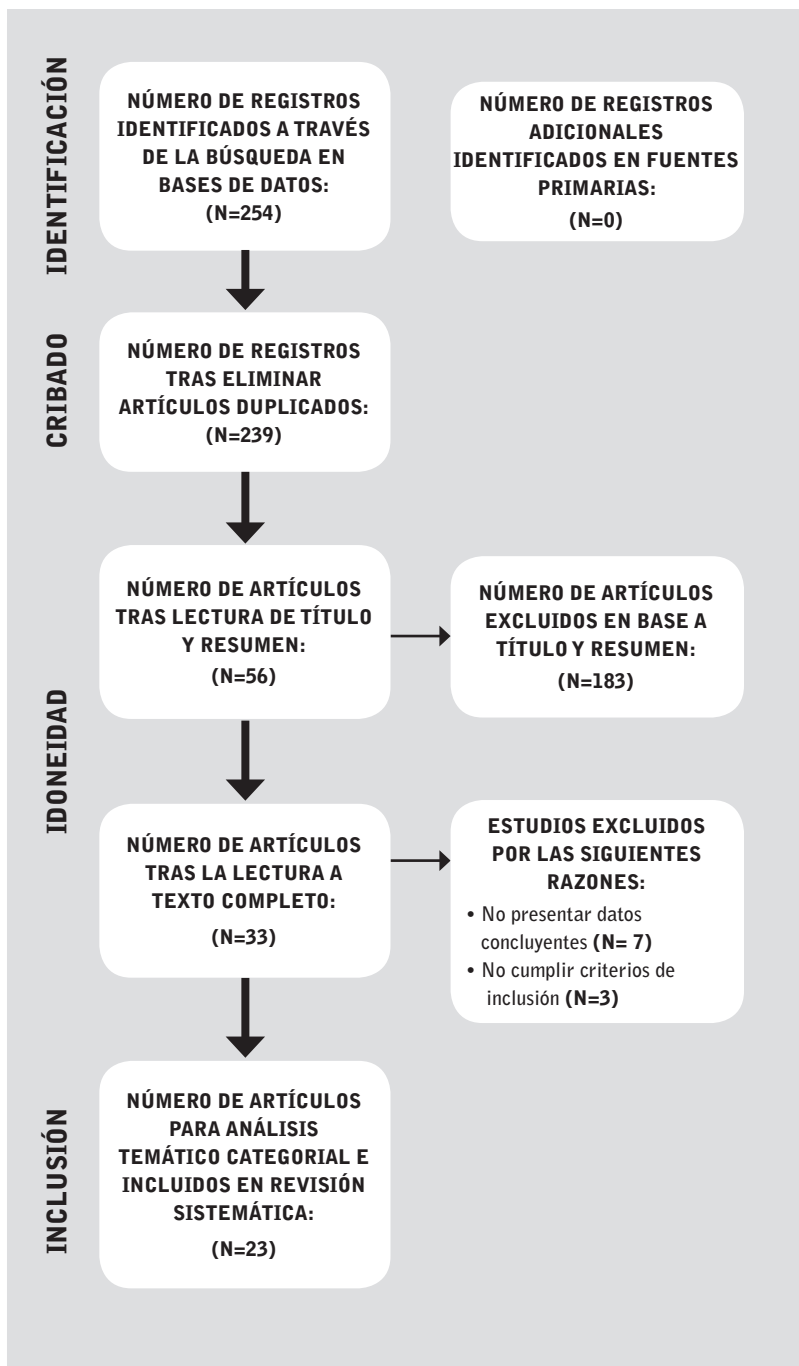 IDENTIFICACIÓN
NÚMERO DE REGISTROS
IDENTIFICADOS A TRAVÉS
DE LA BÚSQUEDA EN
BASES DE DATOS:
(N=254)
NÚMERO DE REGISTROS
ADICIONALES
IDENTIFICADOS EN FUENTES
PRIMARIAS:
(N=0)
CRIBADO
NÚMERO DE REGISTROS
TRAS ELIMINAR
ARTÍCULOS DUPLICADOS:
(N=239)
IDONEIDAD
NÚMERO DE ARTÍCULOS
TRAS LECTURA DE TÍTULO
Y RESUMEN:
(N=56)
NÚMERO DE ARTÍCULOS
EXCLUIDOS EN BASE A
TÍTULO Y RESUMEN:
(N=183)
NÚMERO DE ARTÍCULOS
TRAS LA LECTURA A
TEXTO COMPLETO:
(N=33)
ESTUDIOS EXCLUIDOS
POR LAS SIGUIENTES
RAZONES:
• No presentar datos
concluyentes (N= 7)
• No cumplir criterios de
inclusión (N=3)
INCLUSIÓN
NÚMERO DE ARTÍCULOS
PARA ANÁLISIS
TEMÁTICO CATEGORIAL E
INCLUIDOS EN REVISIÓN
SISTEMÁTICA:
(N=23)